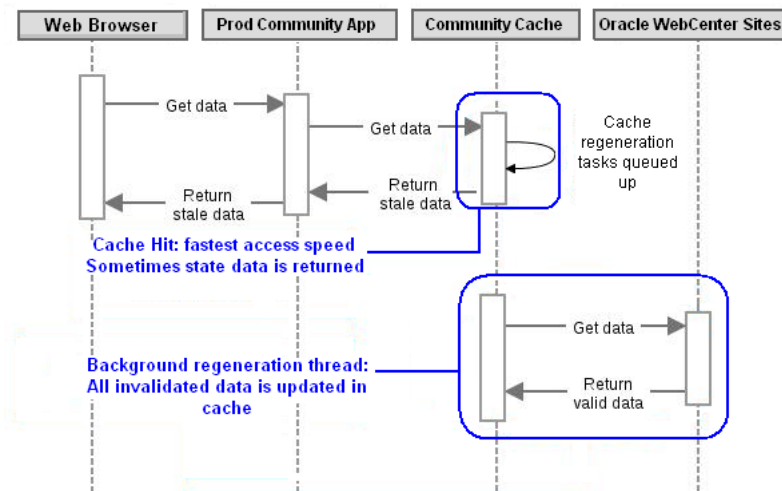 Web Browser
Prod Community App
Community Cache
Oracle WebCenter Sites
Get data
Get data
Cache
regeneration
tasks queued
up
Return
stale data
Return
stale data
Cache Hit: fastest access speed
Sometimes state data is returned
Get data
Background regeneration thread:
All invalidated data is updated in
cache
Return
valid data